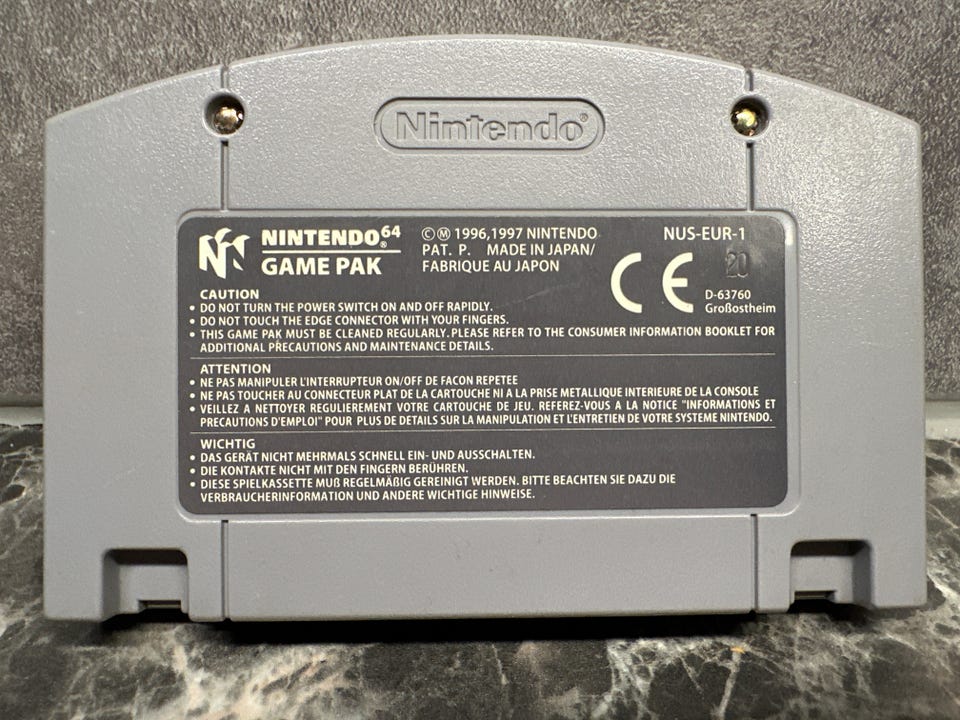 Nintendo®
NINTENDO⁶⁴®
GAME PAK
©Ⓜ 1996,1997 NINTENDO
PAT. P. MADE IN JAPAN/
FABRIQUE AU JAPON
NUS-EUR-1
CE
20
D-63760
Großostheim
CAUTION
• DO NOT TURN THE POWER SWITCH ON AND OFF RAPIDLY.
• DO NOT TOUCH THE EDGE CONNECTOR WITH YOUR FINGERS.
• THIS GAME PAK MUST BE CLEANED REGULARLY. PLEASE REFER TO THE CONSUMER INFORMATION BOOKLET FOR
ADDITIONAL PRECAUTIONS AND MAINTENANCE DETAILS.
ATTENTION
• NE PAS MANIPULER L'INTERRUPTEUR ON/OFF DE FACON REPETEE
• NE PAS TOUCHER AU CONNECTEUR PLAT DE LA CARTOUCHE NI A LA PRISE METALLIQUE INTERIEURE DE LA CONSOLE
• VEILLEZ A NETTOYER REGULIEREMENT VOTRE CARTOUCHE DE JEU. REFEREZ-VOUS A LA NOTICE "INFORMATIONS ET
PRECAUTIONS D'EMPLOI" POUR PLUS DE DETAILS SUR LA MANIPULATION ET L'ENTRETIEN DE VOTRE SYSTEME NINTENDO.
WICHTIG
• DAS GERÄT NICHT MEHRMALS SCHNELL EIN- UND AUSSCHALTEN.
• DIE KONTAKTE NICHT MIT DEN FINGERN BERÜHREN.
• DIESE SPIELKASSETTE MUß REGELMÄßIG GEREINIGT WERDEN. BITTE BEACHTEN SIE DAZU DIE
VERBRAUCHERINFORMATION UND ANDERE WICHTIGE HINWEISE.